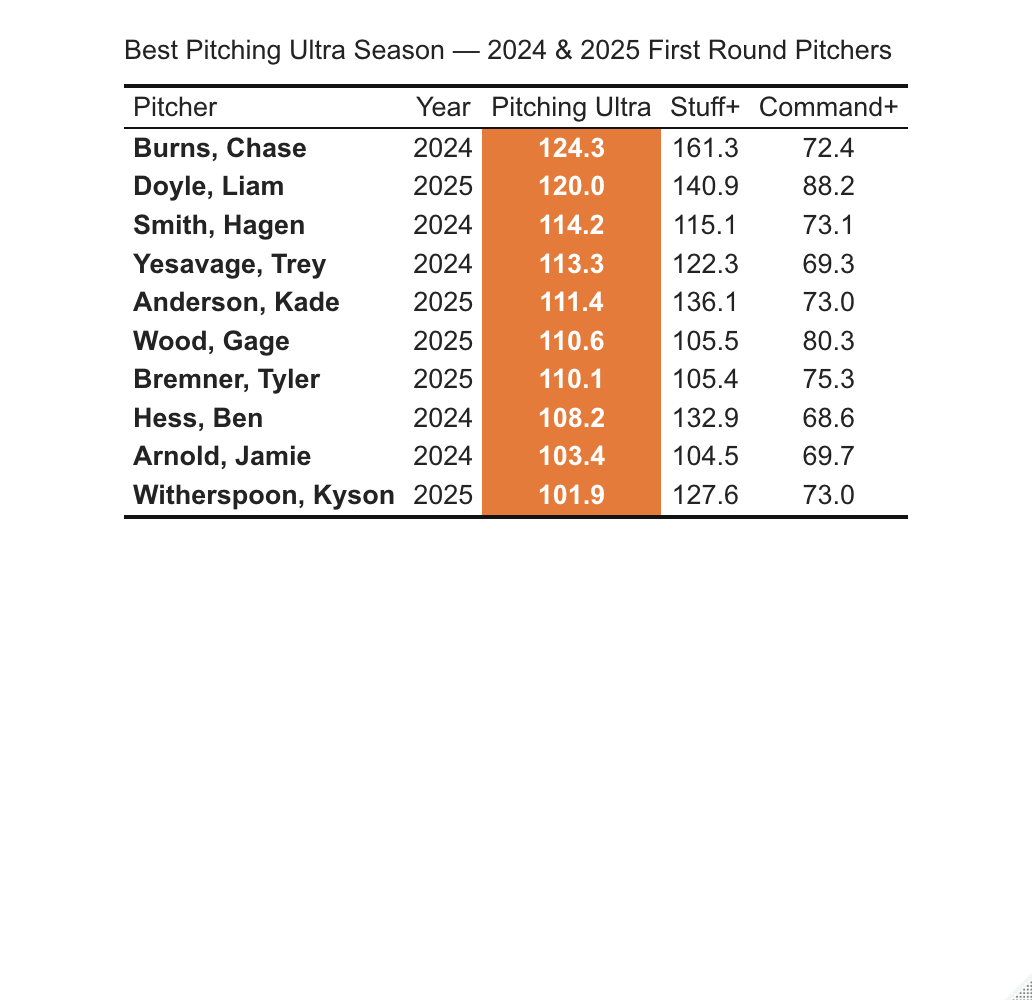 Best Pitching Ultra Season — 2024 & 2025 First Round Pitchers
Pitcher Year Pitching Ultra Stuff+ Command+
Burns, Chase 2024 124.3 161.3 72.4
Doyle, Liam 2025 120.0 140.9 88.2
Smith, Hagen 2024 114.2 115.1 73.1
Yesavage, Trey 2024 113.3 122.3 69.3
Anderson, Kade 2025 111.4 136.1 73.0
Wood, Gage 2025 110.6 105.5 80.3
Bremner, Tyler 2025 110.1 105.4 75.3
Hess, Ben 2024 108.2 132.9 68.6
Arnold, Jamie 2024 103.4 104.5 69.7
Witherspoon, Kyson 2025 101.9 127.6 73.0